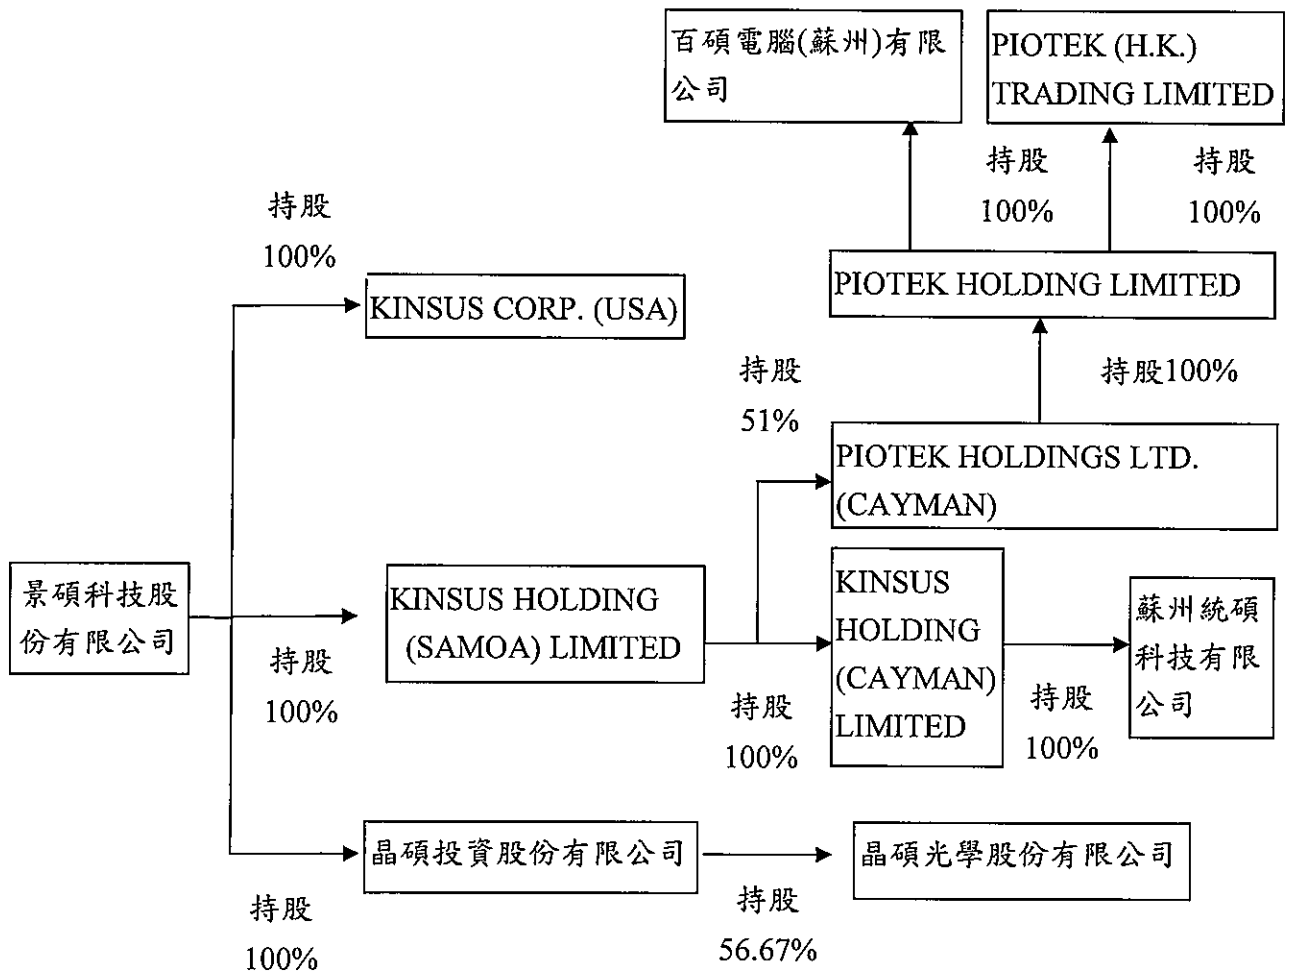 百碩電腦(蘇州)有限
公司
PIOTEK (H.K.)
TRADING LIMITED
持股
100%
持股
100%
持股
100%
PIOTEK HOLDING LIMITED
KINSUS CORP. (USA)
持股
51%
持股100%
PIOTEK HOLDINGS LTD.
(CAYMAN)
景碩科技股
份有限公司
KINSUS HOLDING
(SAMOA) LIMITED
KINSUS
HOLDING
(CAYMAN)
LIMITED
蘇州統碩
科技有限
公司
持股
100%
持股
100%
持股
100%
晶碩投資股份有限公司
晶碩光學股份有限公司
持股
100%
持股
56.67%